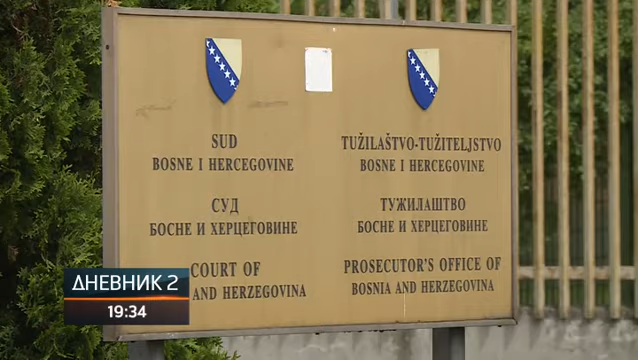 SUD
BOSNE I HERCEGOVINE
СУД
БОСНЕ И ХЕРЦЕГОВИНЕ
COURT OF
AND HERZEGOVINA
TUŽILAŠTVO-TUŽITELJSTVO
BOSNE I HERCEGOVINE
ТУЖИЛАШТВО
БОСНЕ И ХЕРЦЕГОВИНЕ
PROSECUTOR'S OFFICE OF
BOSNIA AND HERZEGOVINA
ДНЕВНИК 2
19:34